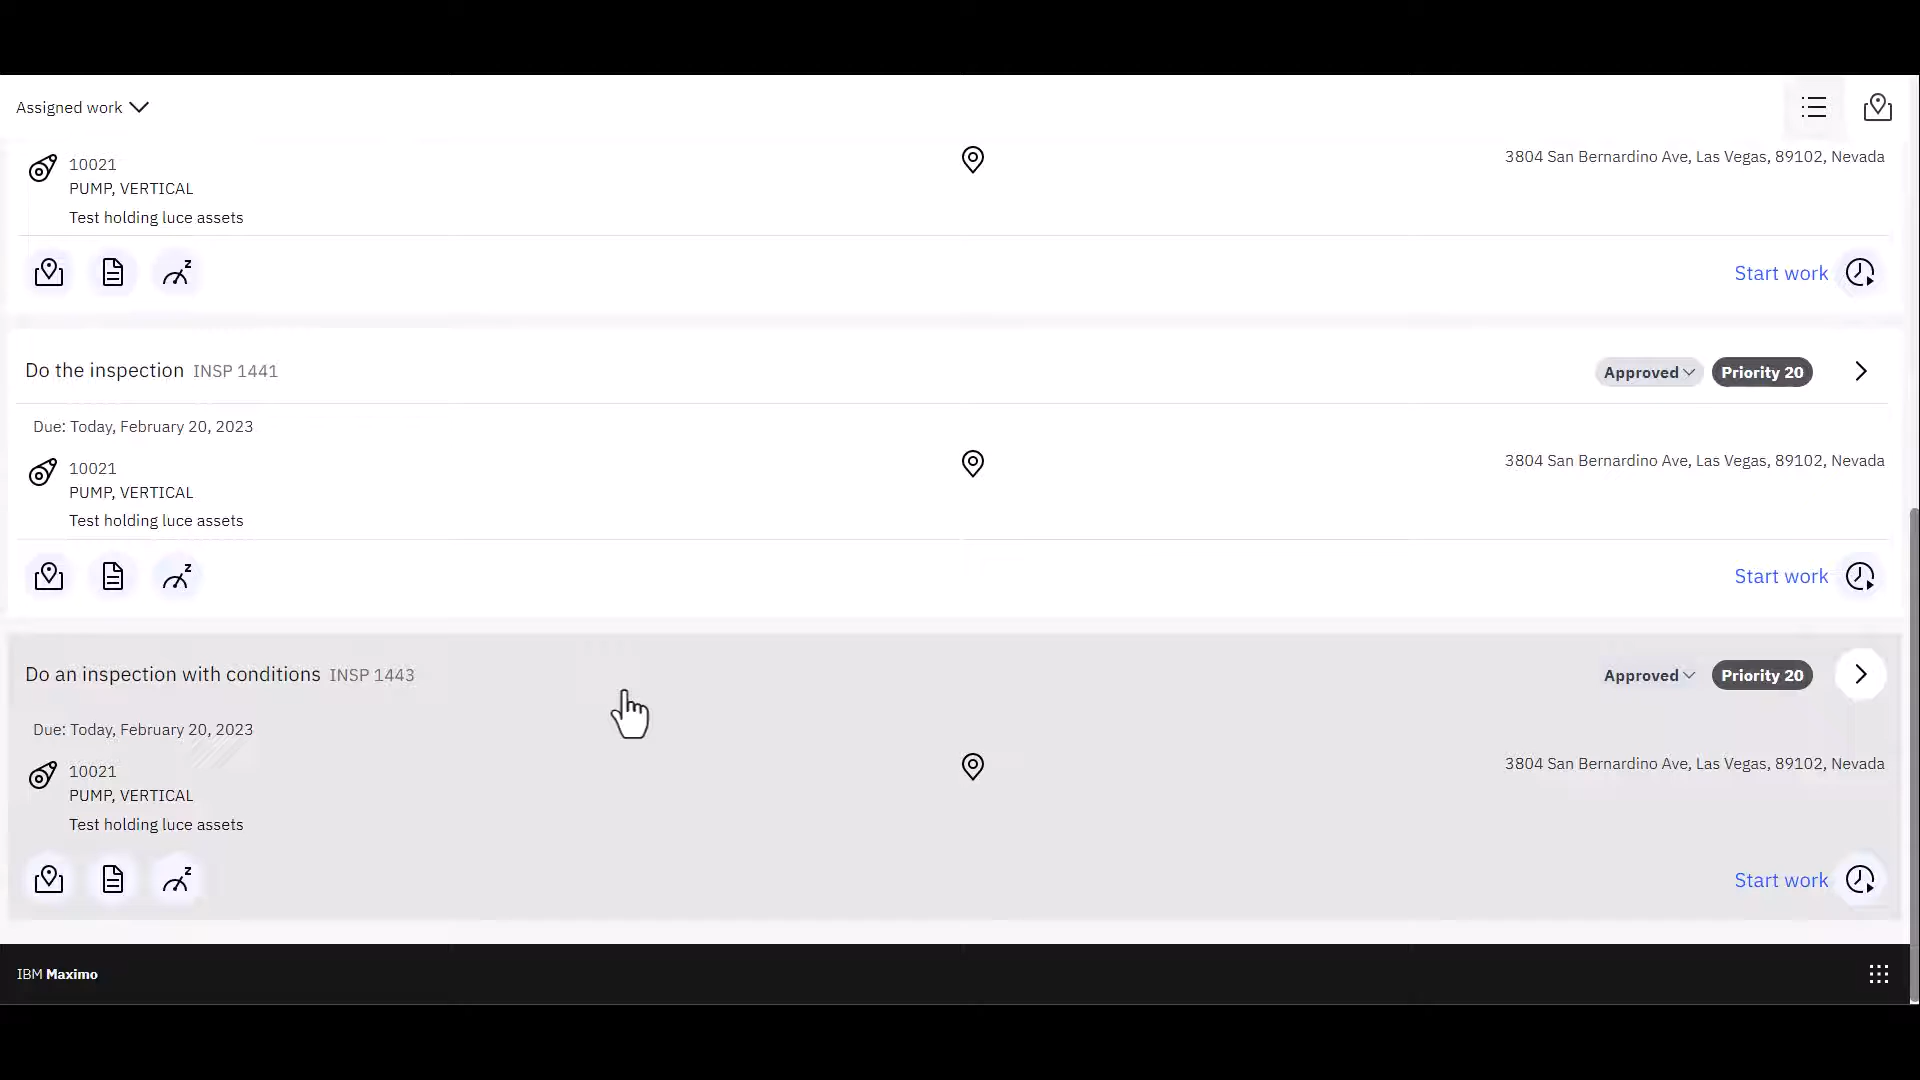 Assigned work
10021
3804 San Bernardino Ave, Las Vegas, 89102, Nevada
PUMP, VERTICAL
Test holding luce assets
Start work
Do the inspection INSP 1441
Approved Priority 20
Due: Today, February 20, 2023
10021
3804 San Bernardino Ave, Las Vegas, 89102, Nevada
PUMP, VERTICAL
Test holding luce assets
Start work
Do an inspection with conditions INSP 1443
Approved Priority 20
Due: Today, February 20, 2023
10021
3804 San Bernardino Ave, Las Vegas, 89102, Nevada
PUMP, VERTICAL
Test holding luce assets
Start work
IBM Maximo